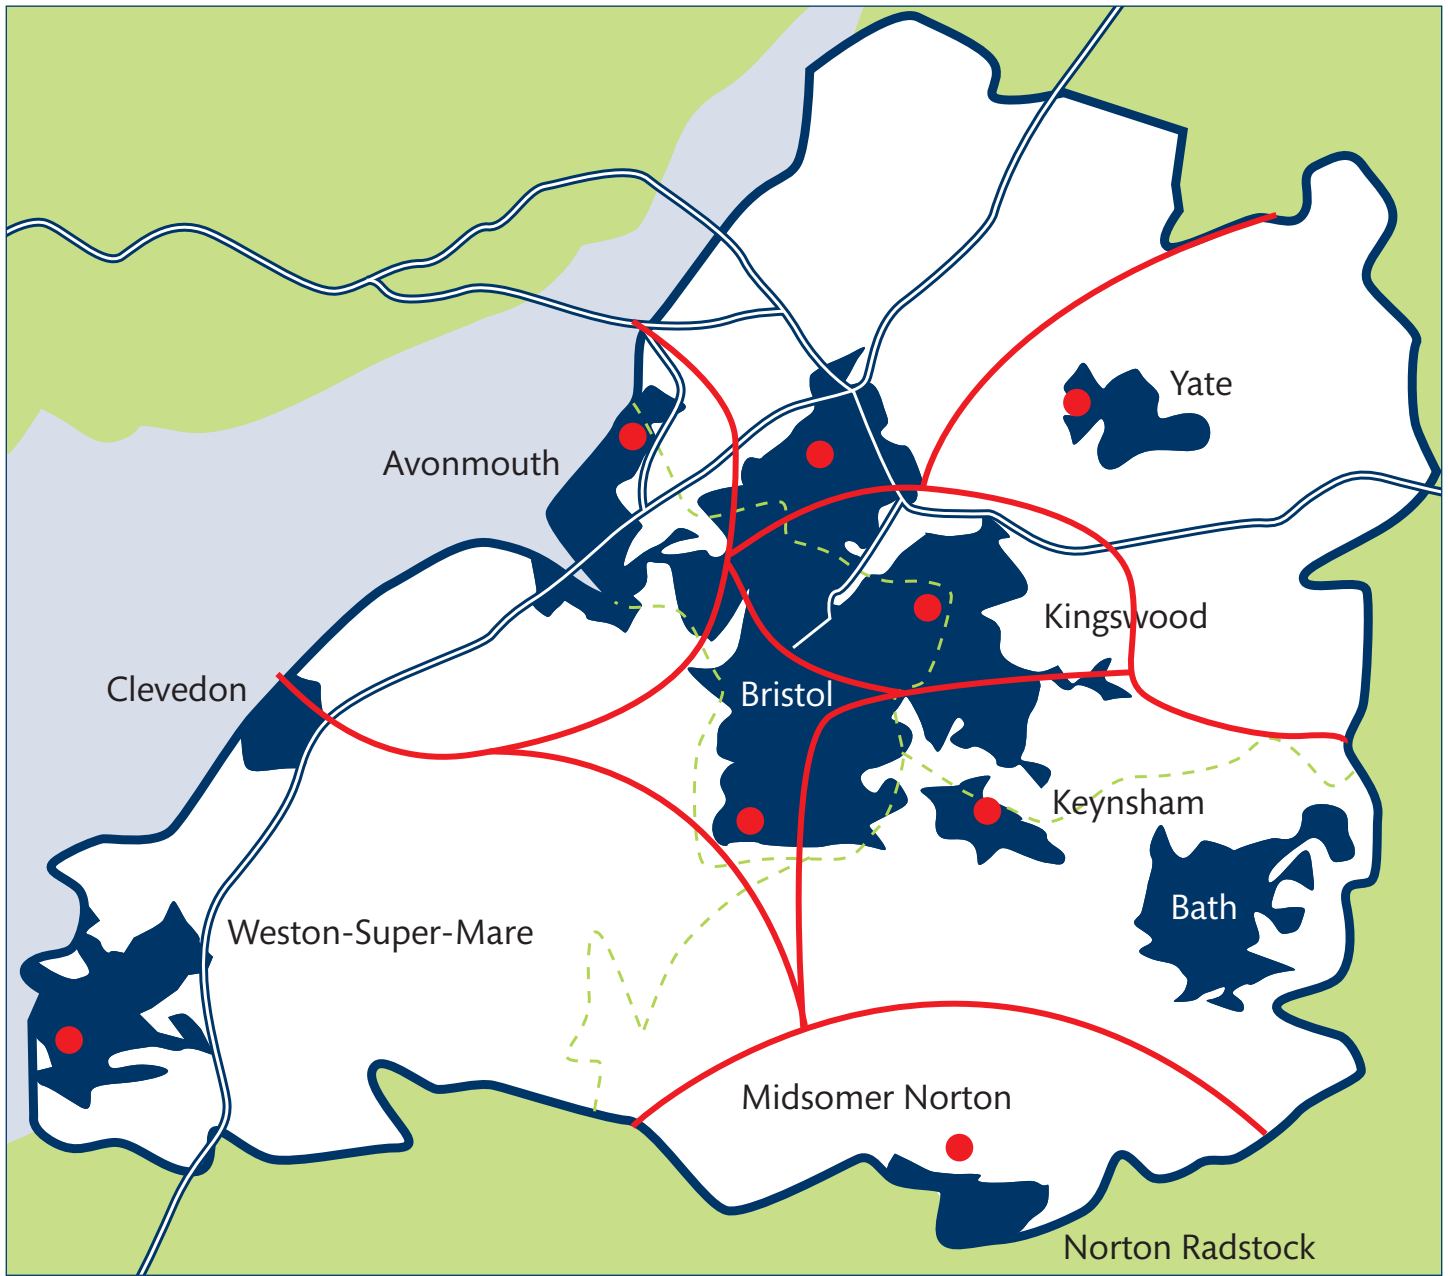 Yate
Avonmouth
Kingswood
Clevedon
Bristol
Keynsham
Bath
Weston-Super-Mare
Midsomer Norton
Norton Radstock